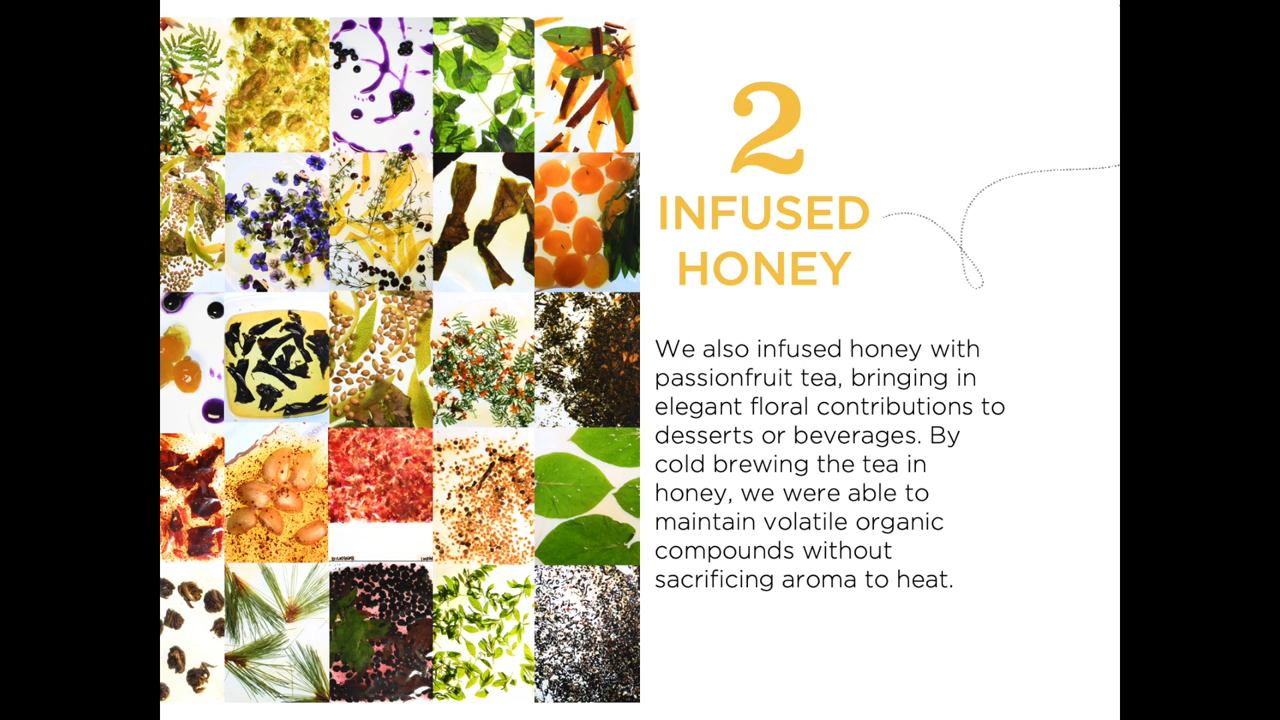 2
INFUSED
HONEY
We also infused honey with
passionfruit tea, bringing in
elegant floral contributions to
desserts or beverages. By
cold brewing the tea in
honey, we were able to
maintain volatile organic
compounds without
sacrificing aroma to heat.